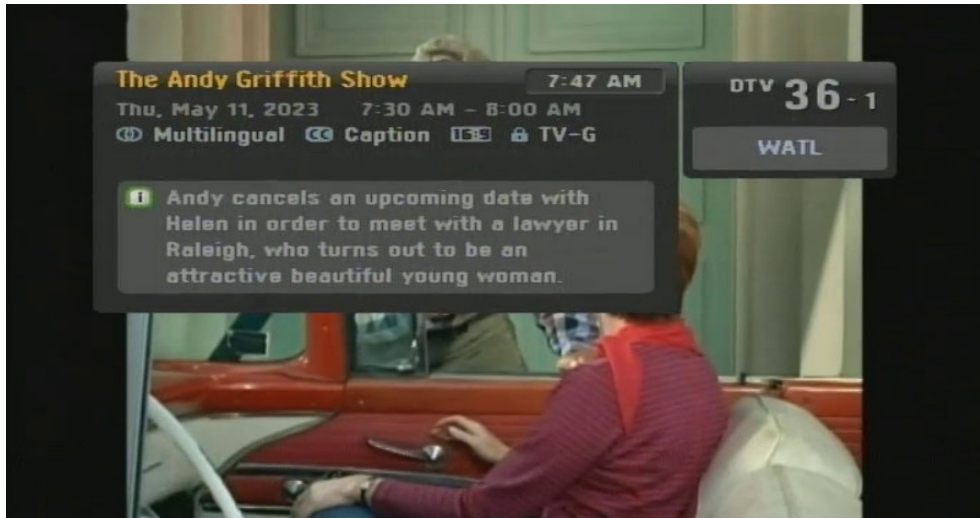 The Andy Griffith Show
7:47 AM
Thu, May 11, 2023 7:30 AM - 8:00 AM
Multilingual CC Caption 16:9 TV-G
i Andy cancels an upcoming date with
Helen in order to meet with a lawyer in
Raleigh, who turns out to be an
attractive beautiful young woman.
DTV 36-1
WATL